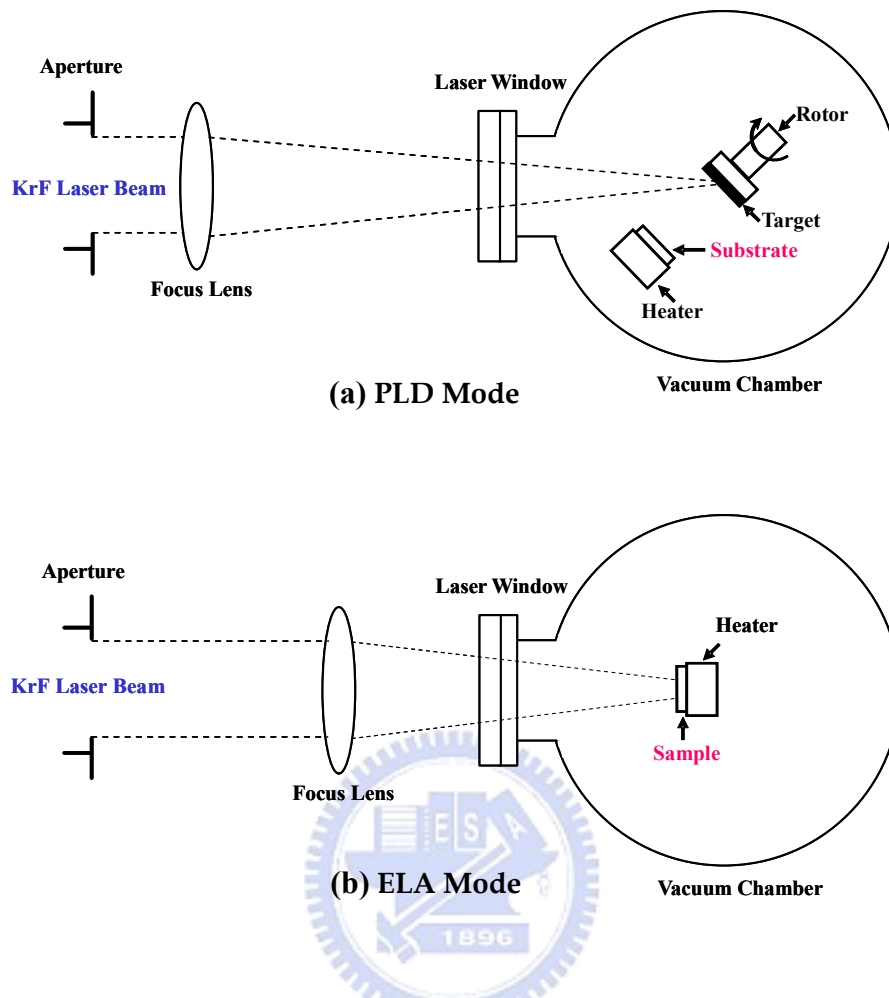 Aperture
Laser Window
Rotor
KrF Laser Beam
Target
Substrate
Focus Lens
Heater
Vacuum Chamber
(a) PLD Mode
Aperture
Laser Window
Heater
KrF Laser Beam
Sample
Focus Lens
E S A
(b) ELA Mode
Vacuum Chamber
1896